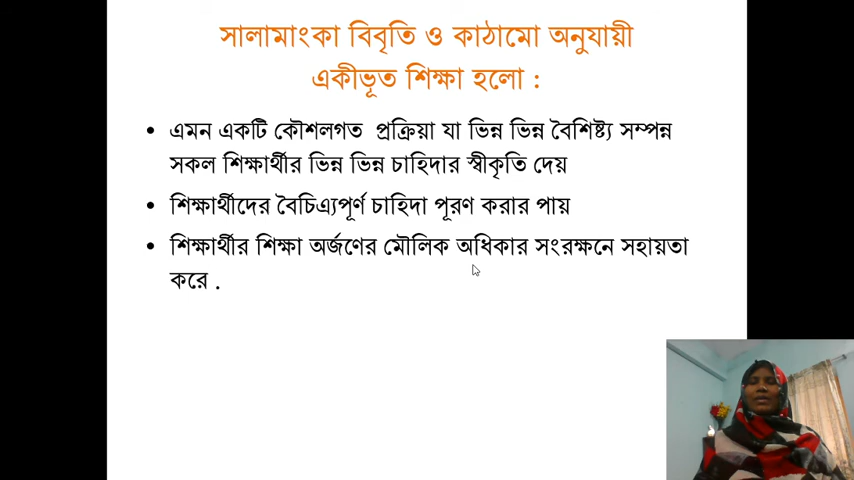 সালামাংকা বিবৃতি ও কাঠামো অনুযায়ী
একীভূত শিক্ষা হলো :
• এমন একটি কৌশলগত প্রক্রিয়া যা ভিন্ন ভিন্ন বৈশিষ্ট্য সম্পন্ন
সকল শিক্ষার্থীর ভিন্ন ভিন্ন চাহিদার স্বীকৃতি দেয়
• শিক্ষার্থীদের বৈচিএ্যপূর্ণ চাহিদা পূরণ করার পায়
• শিক্ষার্থীর শিক্ষা অর্জণের মৌলিক অধিকার সংরক্ষনে সহায়তা
করে .